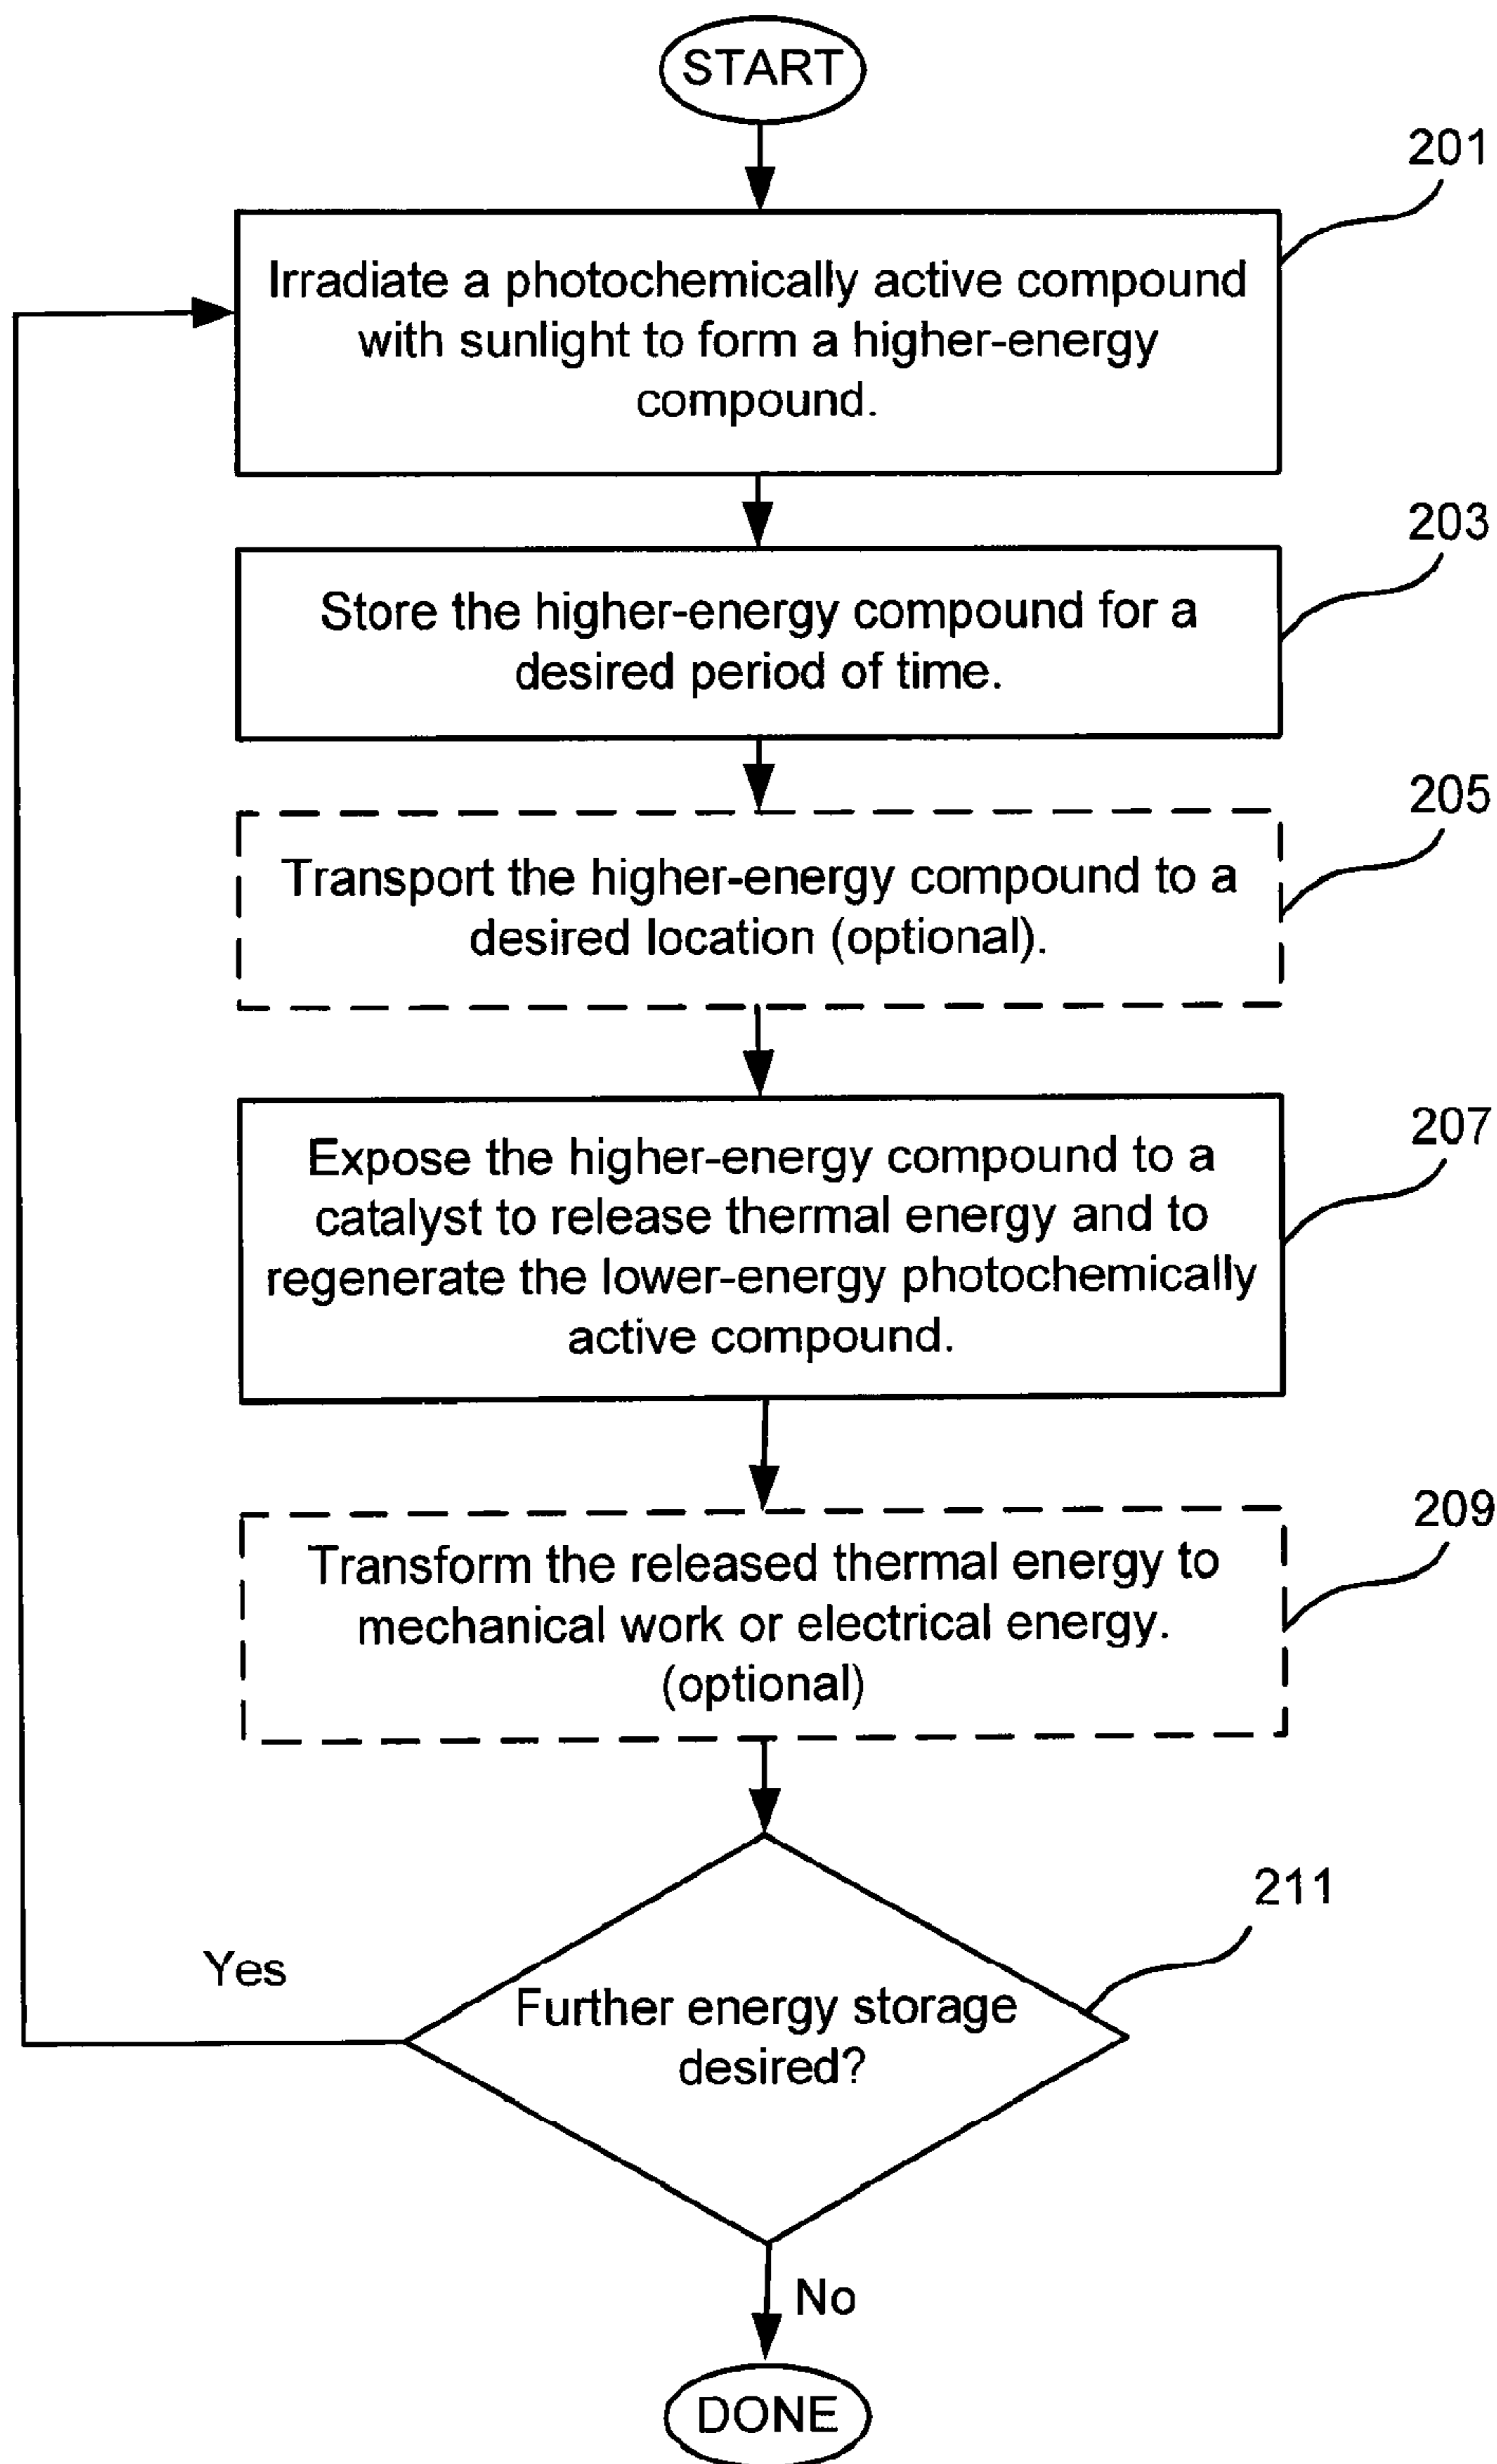 START
201
Irradiate a photochemically active compound
with sunlight to form a higher-energy
compound.
203
Store the higher-energy compound for a
desired period of time.
205
Transport the higher-energy compound to a
desired location (optional).
207
Expose the higher-energy compound to a
catalyst to release thermal energy and to
regenerate the lower-energy photochemically
active compound.
209
Transform the released thermal energy to
mechanical work or electrical energy.
(optional)
211
Yes
Further energy storage
desired?
No
DONE